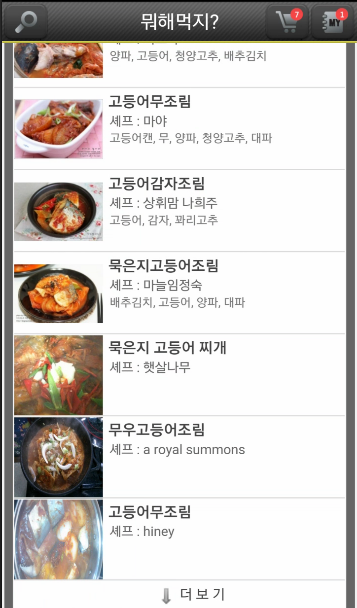 뭐해먹지?
7
MY
1
양파, 고등어, 청양고추, 배추김치
고등어무조림
셰프 : 마야
고등어캔, 무, 양파, 청양고추, 대파
고등어감자조림
셰프 : 상휘맘 나희주
고등어, 감자, 꽈리고추
묵은지고등어조림
셰프 : 마늘임정숙
배추김치, 고등어, 양파, 대파
묵은지 고등어 찌개
셰프 : 햇살나무
무우고등어조림
셰프 : a royal summons
고등어무조림
셰프 : hiney
더 보 기